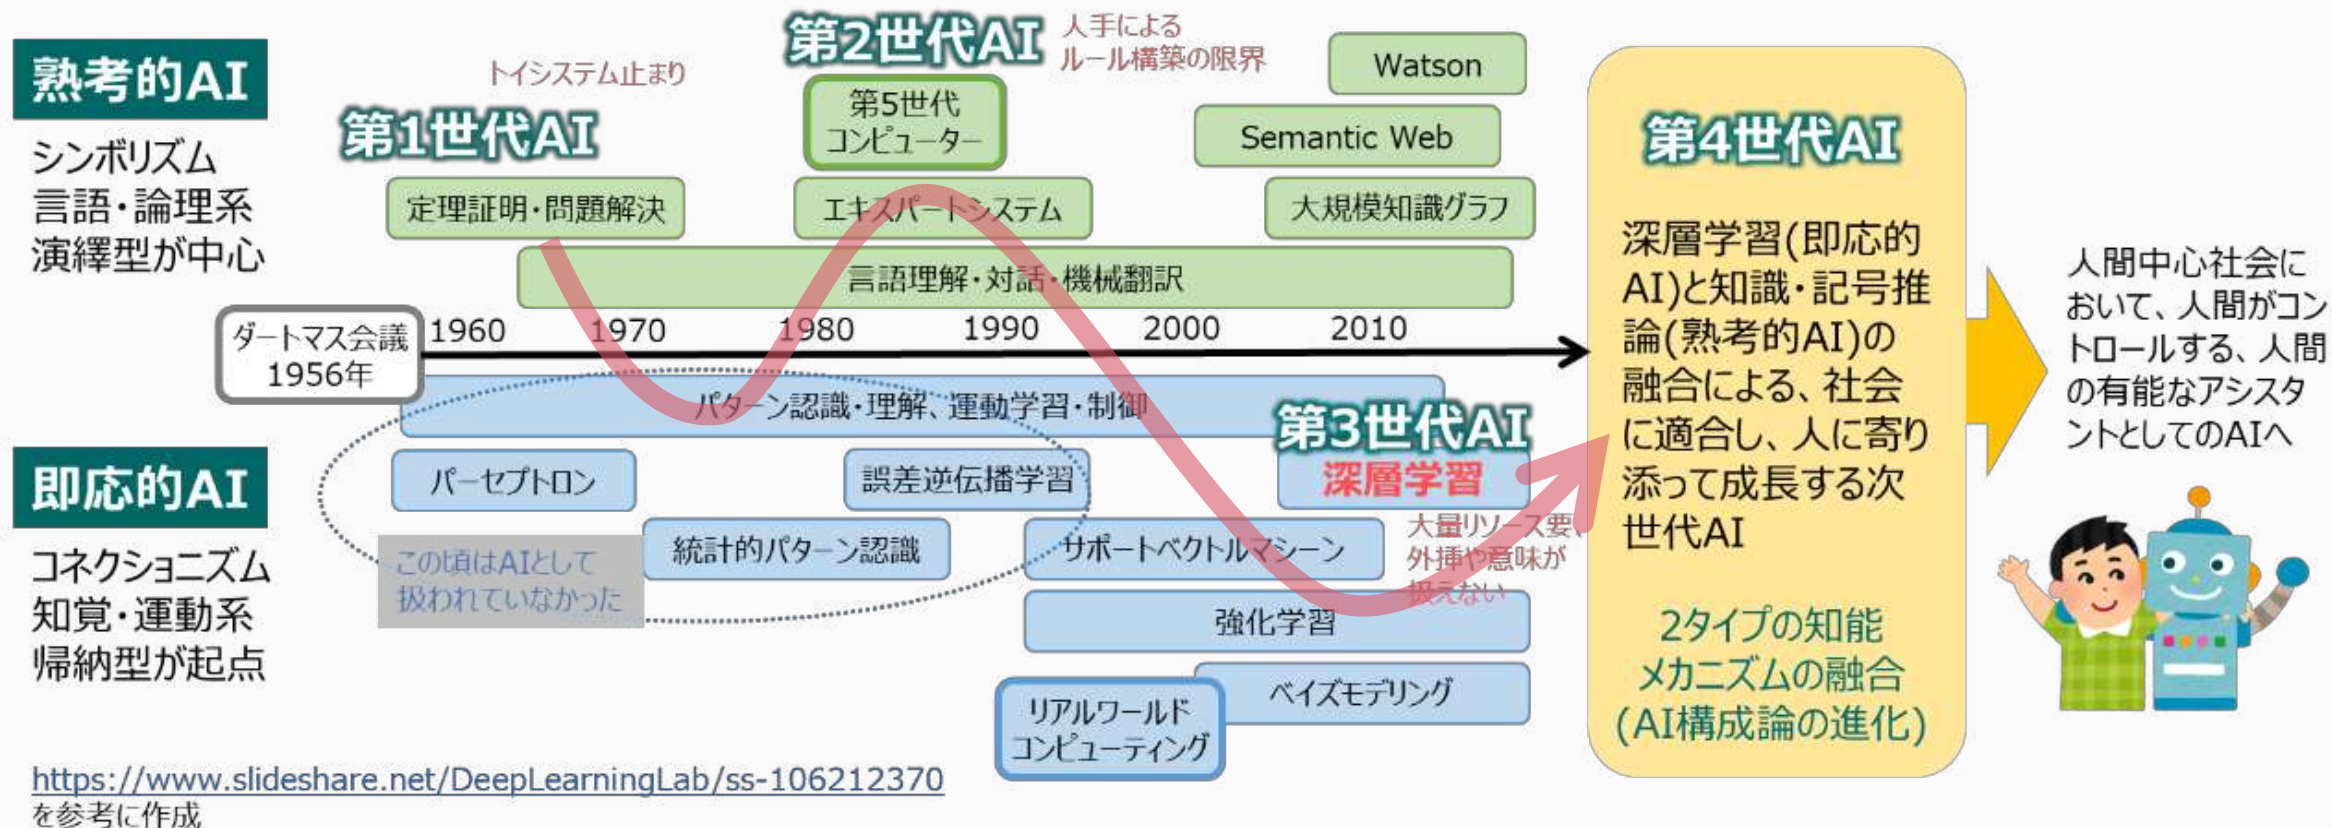 熟考的AI
シンボリズム
言語・論理系
演繹型が中心
トイシステム止まり
第1世代AI
第2世代AI
人手による
ルール構築の限界
第5世代
コンピューター
Watson
Semantic Web
定理証明・問題解決
エキスパートシステム
大規模知識グラフ
言語理解・対話・機械翻訳
ダートマス会議
1956年
1960
1970
1980
1990
2000
2010
パターン認識・理解、運動学習・制御
第3世代AI
深層学習
即応的AI
コネクショニズム
知覚・運動系
帰納型が起点
パーセプトロン
誤差逆伝播学習
この頃はAIとして
扱われていなかった
統計的パターン認識
サポートベクトルマシーン
大量リソース要、
外挿や意味が
扱えない
強化学習
ベイズモデリング
リアルワールド
コンピューティング
第4世代AI
深層学習(即応的
AI)と知識・記号推
論(熟考的AI)の
融合による、社会
に適合し、人に寄り
添って成長する次
世代AI
2タイプの知能
メカニズムの融合
(AI構成論の進化)
人間中心社会に
おいて、人間がコン
トロールする、人間
の有能なアシスタ
ントとしてのAIへ
https://www.slideshare.net/DeepLearningLab/ss-106212370
を参考に作成